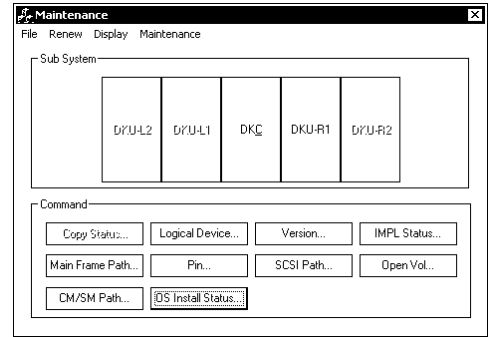 Maintenance
File Renew Display Maintenance
Sub System
DKU-L2 DKU-L1 DKC DKU-R1 DKU-R2
Command
Copy Status... Logical Device... Version... IMPL Status...
Main Frame Path... Pin... SCSI Path... Open Vol...
CM/SM Path... OS Install Status...